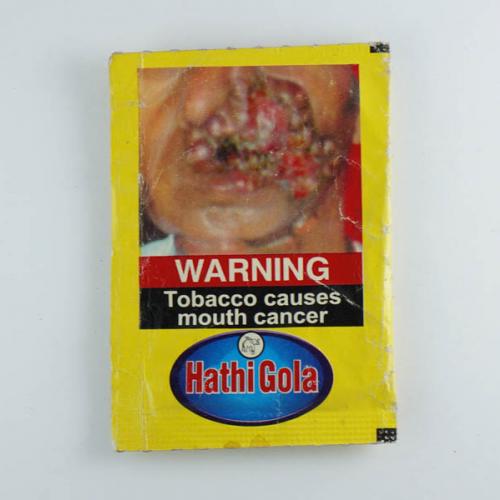 WARNING
Tobacco causes
mouth cancer
Hathi Gola